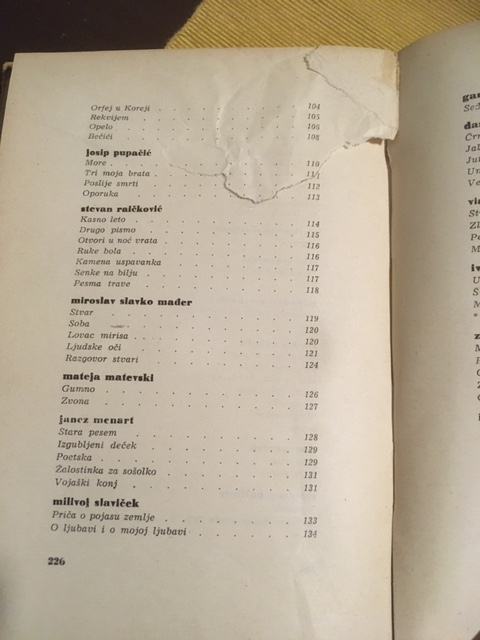 Orfej u Koreji . . . . . . . . . 104
Rekvijem . . . . . . . . . 105
Opelo . . . . . . . . . 106
Bečići . . . . . . . . . 108
josip pupačić
More . . . . . . . . . 110
Tri moja brata . . . . . . . . . 111
Poslije smrti . . . . . . . . . 112
Oporuka . . . . . . . . . 113
stevan raičković
Kasno leto . . . . . . . . . 114
Drugo pismo . . . . . . . . . 115
Otvori u noć vrata . . . . . . . . . 116
Ruke bola . . . . . . . . . 116
Kamena uspavanka . . . . . . . . . 117
Senke na bilju . . . . . . . . . 117
Pesma trave . . . . . . . . . 118
miroslav slavko mađer
Stvar . . . . . . . . . 119
Soba . . . . . . . . . 120
Lovac mirisa . . . . . . . . . 120
Ljudske oči . . . . . . . . . 121
Razgovor stvari . . . . . . . . . 124
mateja matevski
Gumno . . . . . . . . . 126
Zvona . . . . . . . . . 127
janez menart
Stara pesem . . . . . . . . . 128
Izgubljeni deček . . . . . . . . . 129
Poetska . . . . . . . . . 129
Žalostinka za sošolko . . . . . . . . . 131
Vojaški konj . . . . . . . . . 131
milivoj slaviček
Priča o pojasu zemlje . . . . . . . . . 133
O ljubavi i o mojoj ljubavi . . . . . . . . . 134
226